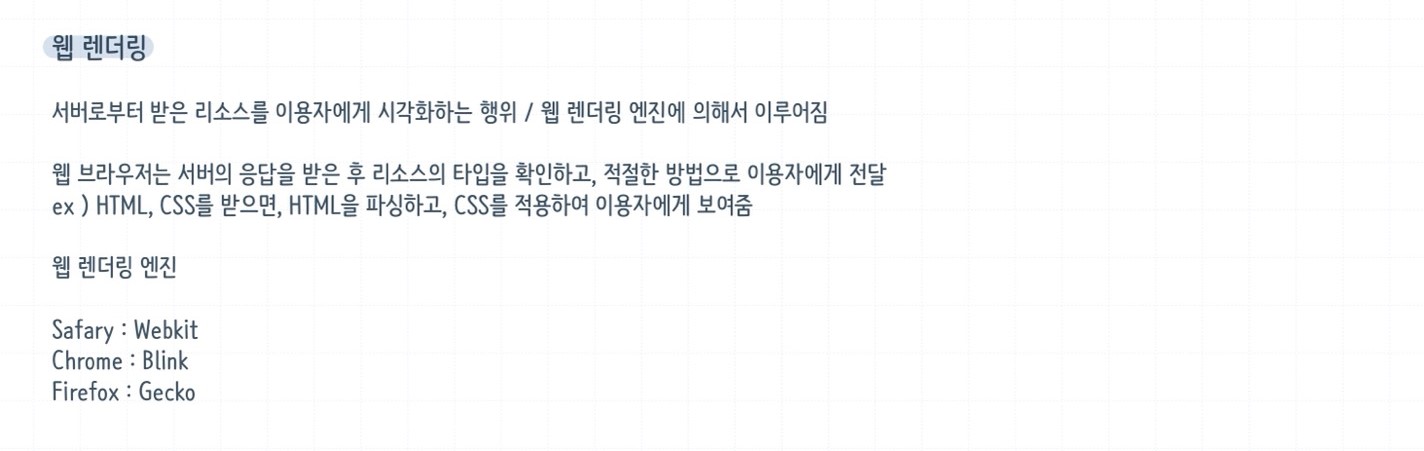 웹 렌더링
서버로부터 받은 리소스를 이용자에게 시각화하는 행위 / 웹 렌더링 엔진에 의해서 이루어짐
웹 브라우저는 서버의 응답을 받은 후 리소스의 타입을 확인하고, 적절한 방법으로 이용자에게 전달
ex ) HTML, CSS를 받으면, HTML을 파싱하고, CSS를 적용하여 이용자에게 보여줌
웹 렌더링 엔진
Safary : Webkit
Chrome : Blink
Firefox : Gecko